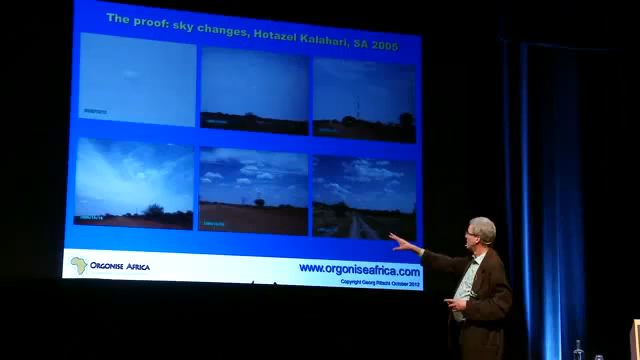 The proof: sky changes, Hotazel Kalahari, SA 2005
ORGONISE AFRICA
www.orgoniseafrica.com
Copyright Georg Ritschl October 2012